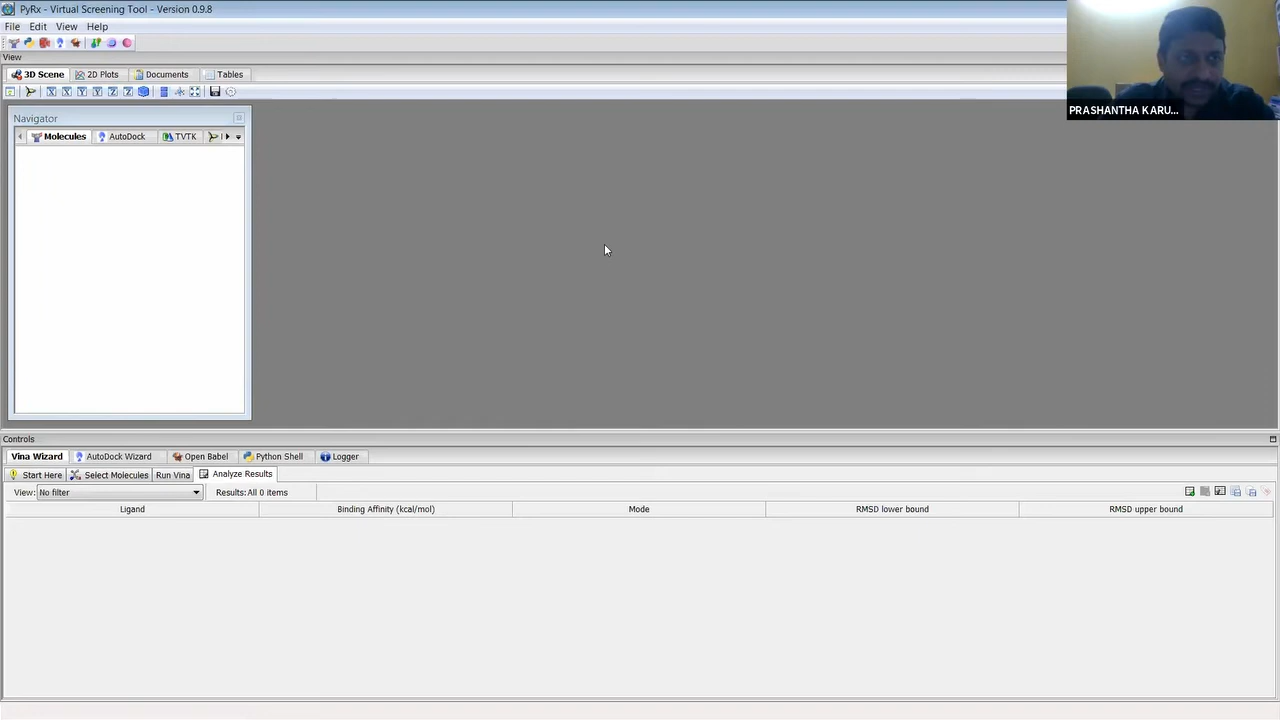 PyRx - Virtual Screening Tool - Version 0.9.8
File Edit View Help
View
3D Scene 2D Plots Documents Tables
X X Y Y Z Z
PRASHANTHA KARU...
Navigator
Molecules AutoDock TVTK
Controls
Vina Wizard AutoDock Wizard Open Babel Python Shell Logger
Start Here Select Molecules Run Vina Analyze Results
View: No filter Results: All 0 items
Ligand Binding Affinity (kcal/mol) Mode RMSD lower bound RMSD upper bound